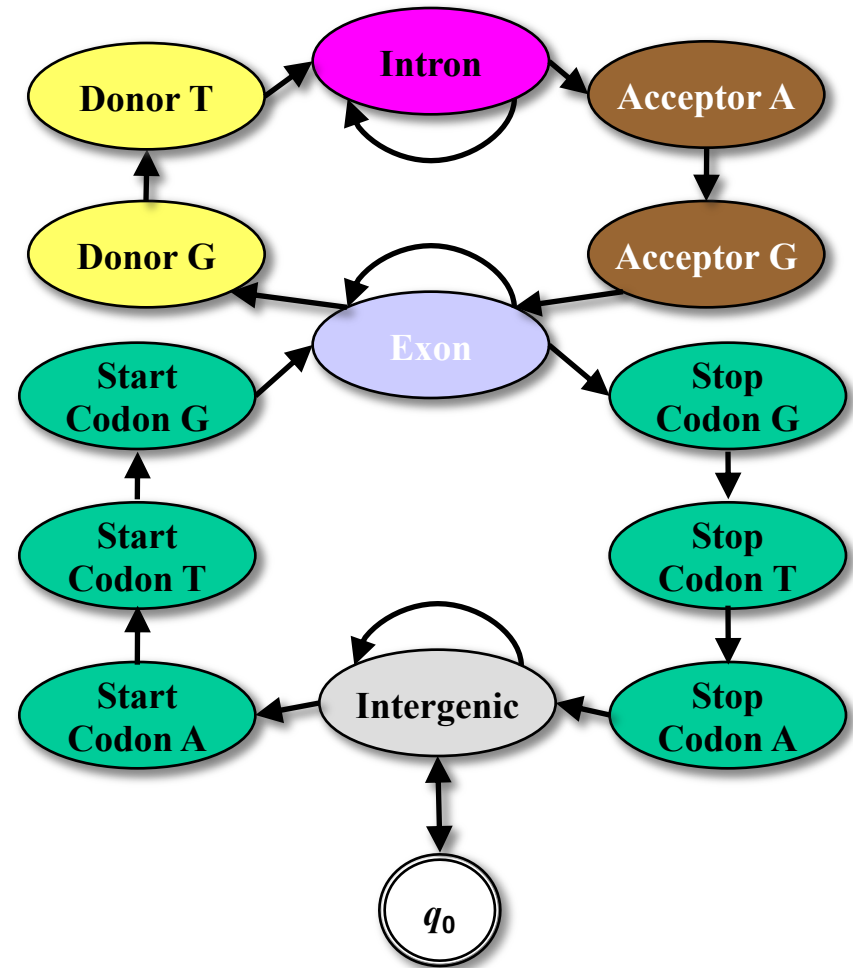 Intron
Donor T
Acceptor A
Donor G
Acceptor G
Exon
Start
Codon G
Stop
Codon G
Start
Codon T
Stop
Codon T
Start
Codon A
Intergenic
Stop
Codon A
q₀